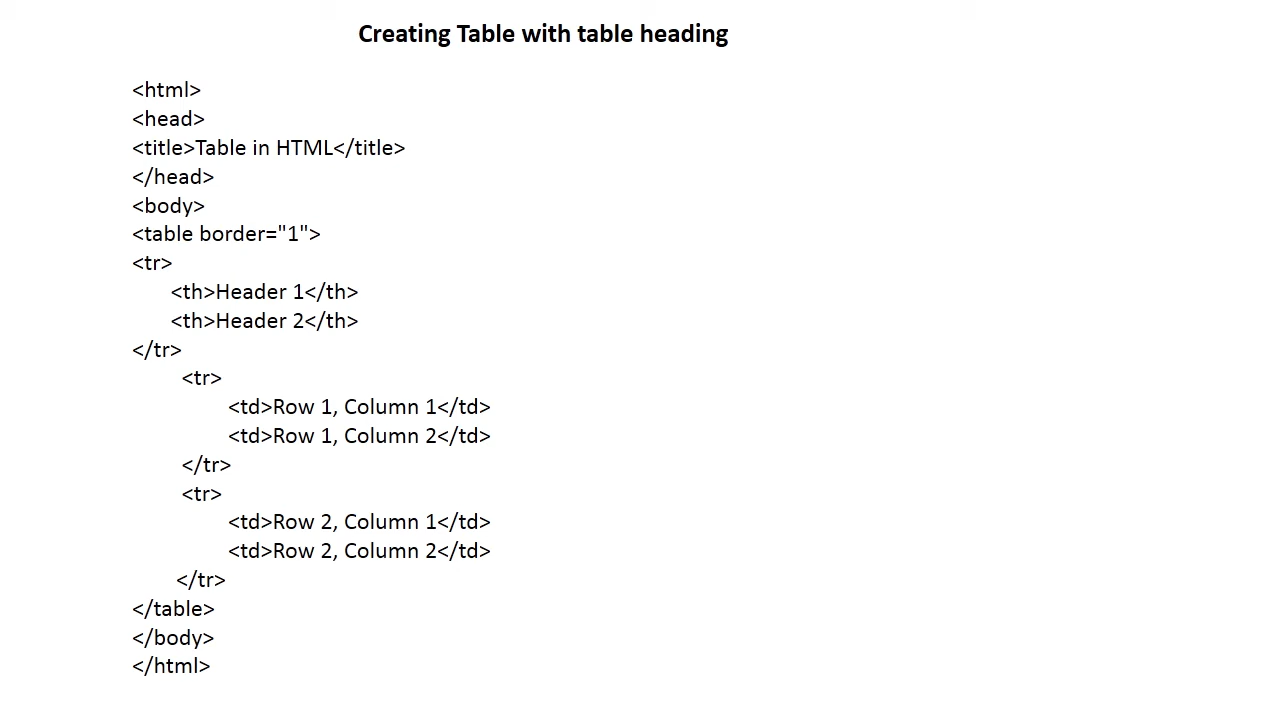 Creating Table with table heading
<html>
<head>
<title>Table in HTML</title>
</head>
<body>
<table border="1">
<tr>
<th>Header 1</th>
<th>Header 2</th>
</tr>
<tr>
<td>Row 1, Column 1</td>
<td>Row 1, Column 2</td>
</tr>
<tr>
<td>Row 2, Column 1</td>
<td>Row 2, Column 2</td>
</tr>
</table>
</body>
</html>